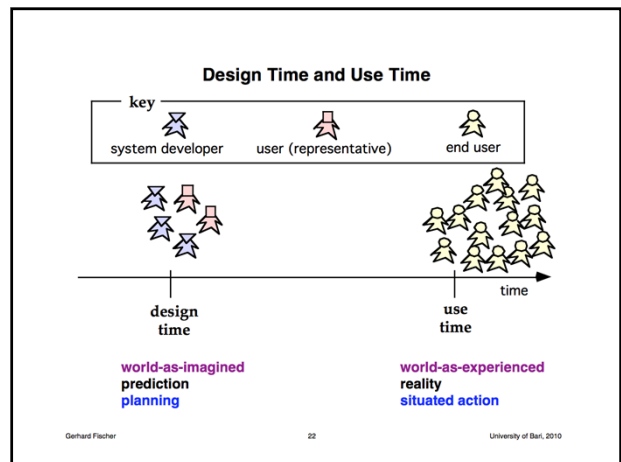 Design Time and Use Time
key
system developer
user (representative)
end user
time
design
time
use
time
world-as-imagined
prediction
planning
world-as-experienced
reality
situated action
Gerhard Fischer
22
University of Bari, 2010